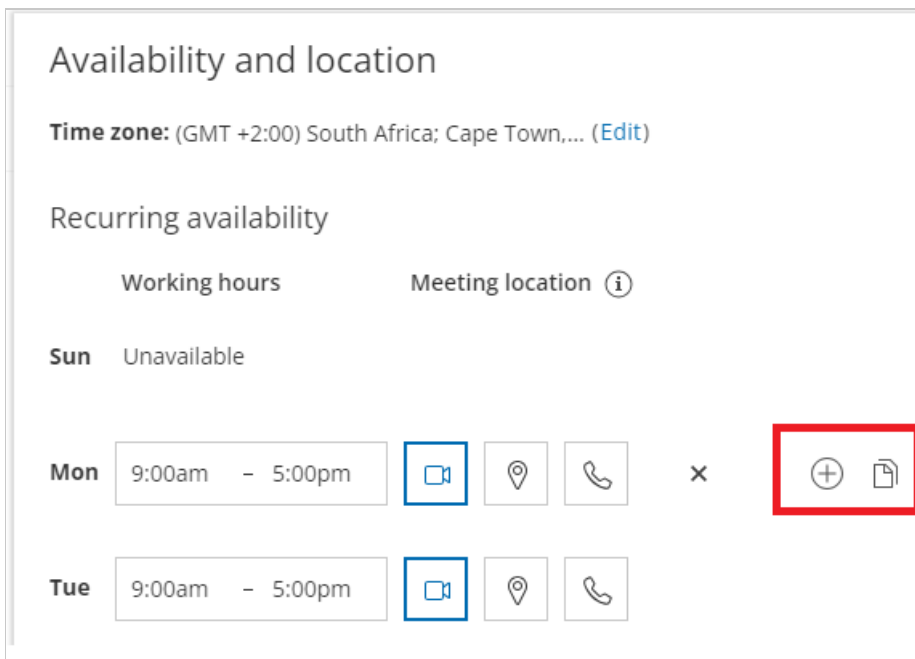 Availability and location
Time zone: (GMT +2:00) South Africa; Cape Town,... (Edit)
Recurring availability
Working hours Meeting location
Sun Unavailable
Mon 9:00am – 5:00pm
Tue 9:00am – 5:00pm